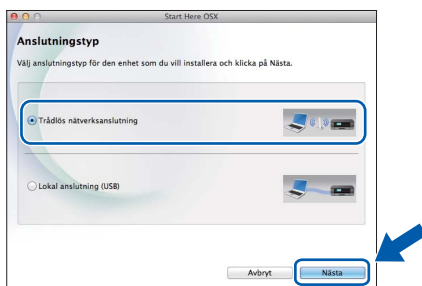 Start Here OSX
Anslutningstyp
Välj anslutningstyp för den enhet som du vill installera och klicka på Nästa.
Trådlös nätverksanslutning
Lokal anslutning (USB)
Avbryt
Nästa